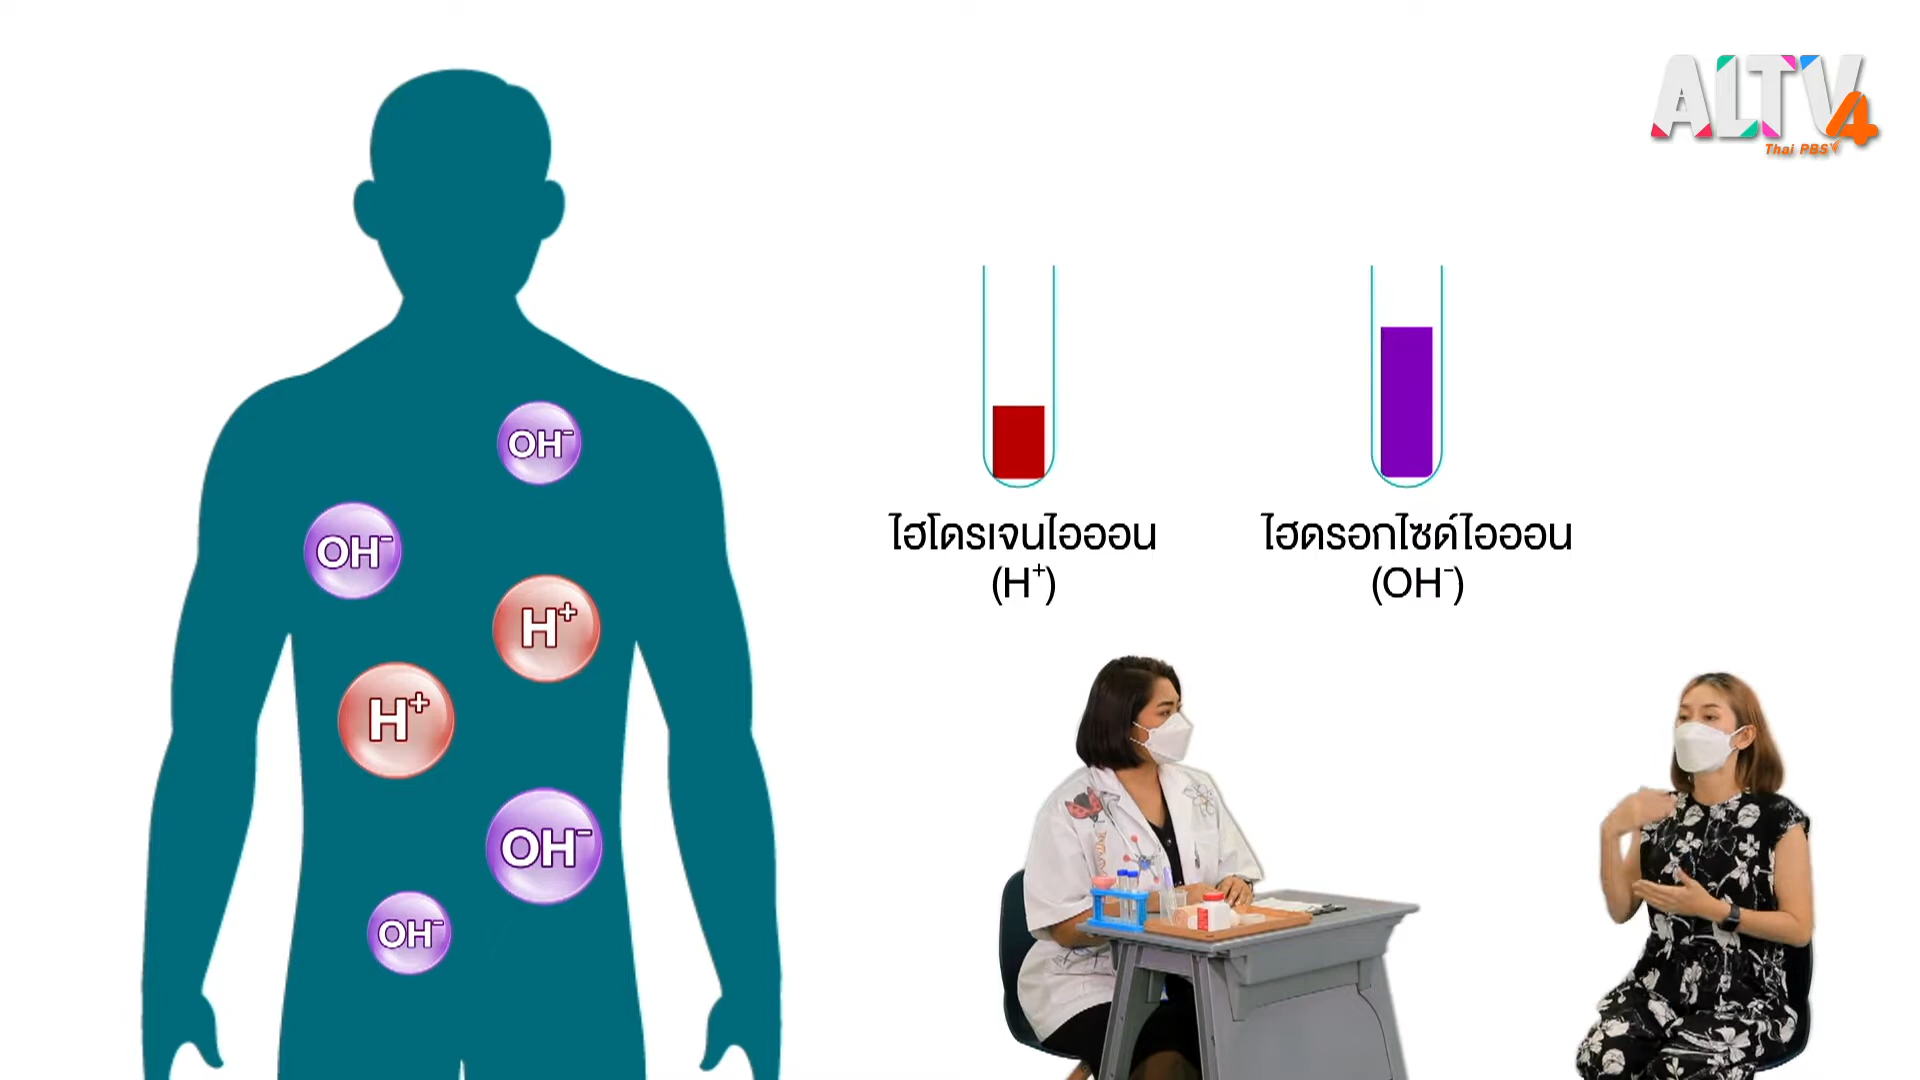 ALTV4
Thai PBS
OH⁻
OH⁻
H⁺
H⁺
OH⁻
OH⁻
ไฮโดรเจนไอออน
(H⁺)
ไฮดรอกไซด์ไอออน
(OH⁻)